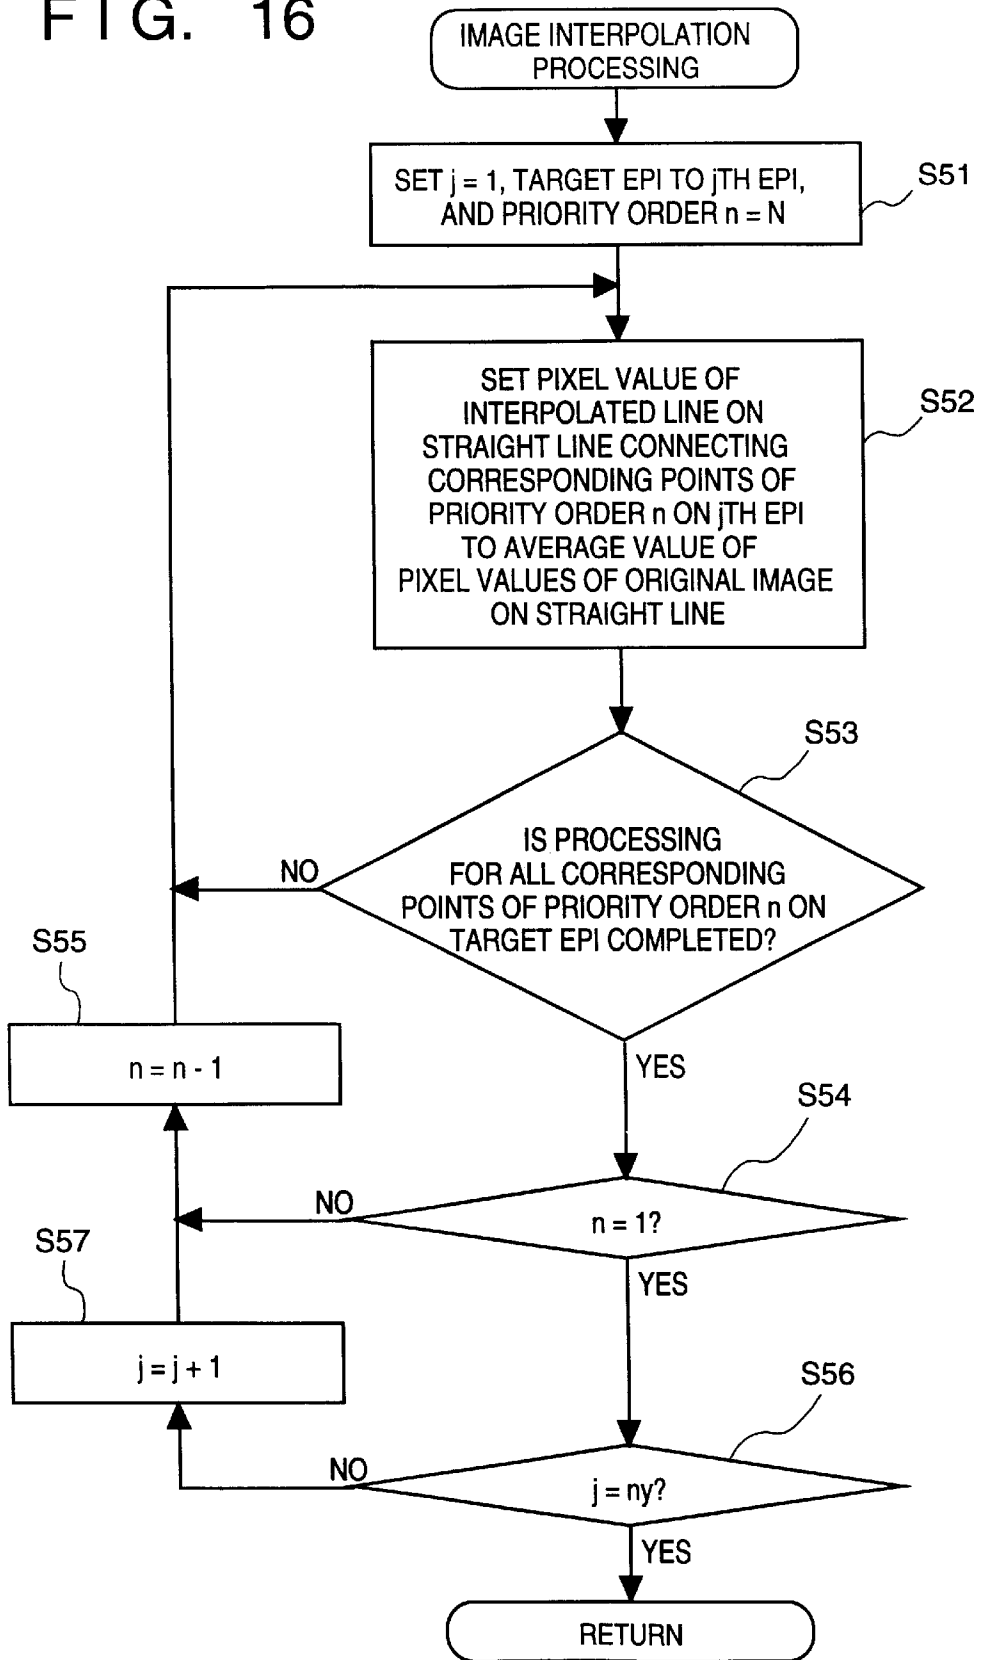 FIG. 16
IMAGE INTERPOLATION
PROCESSING
SET j = 1, TARGET EPI TO jTH EPI,
AND PRIORITY ORDER n = N
S51
SET PIXEL VALUE OF
INTERPOLATED LINE ON
STRAIGHT LINE CONNECTING
CORRESPONDING POINTS OF
PRIORITY ORDER n ON jTH EPI
TO AVERAGE VALUE OF
PIXEL VALUES OF ORIGINAL IMAGE
ON STRAIGHT LINE
S52
S53
IS PROCESSING
FOR ALL CORRESPONDING
POINTS OF PRIORITY ORDER n ON
TARGET EPI COMPLETED?
NO
YES
S55
n = n - 1
S54
n = 1?
NO
YES
S57
j = j + 1
S56
j = ny?
NO
YES
RETURN